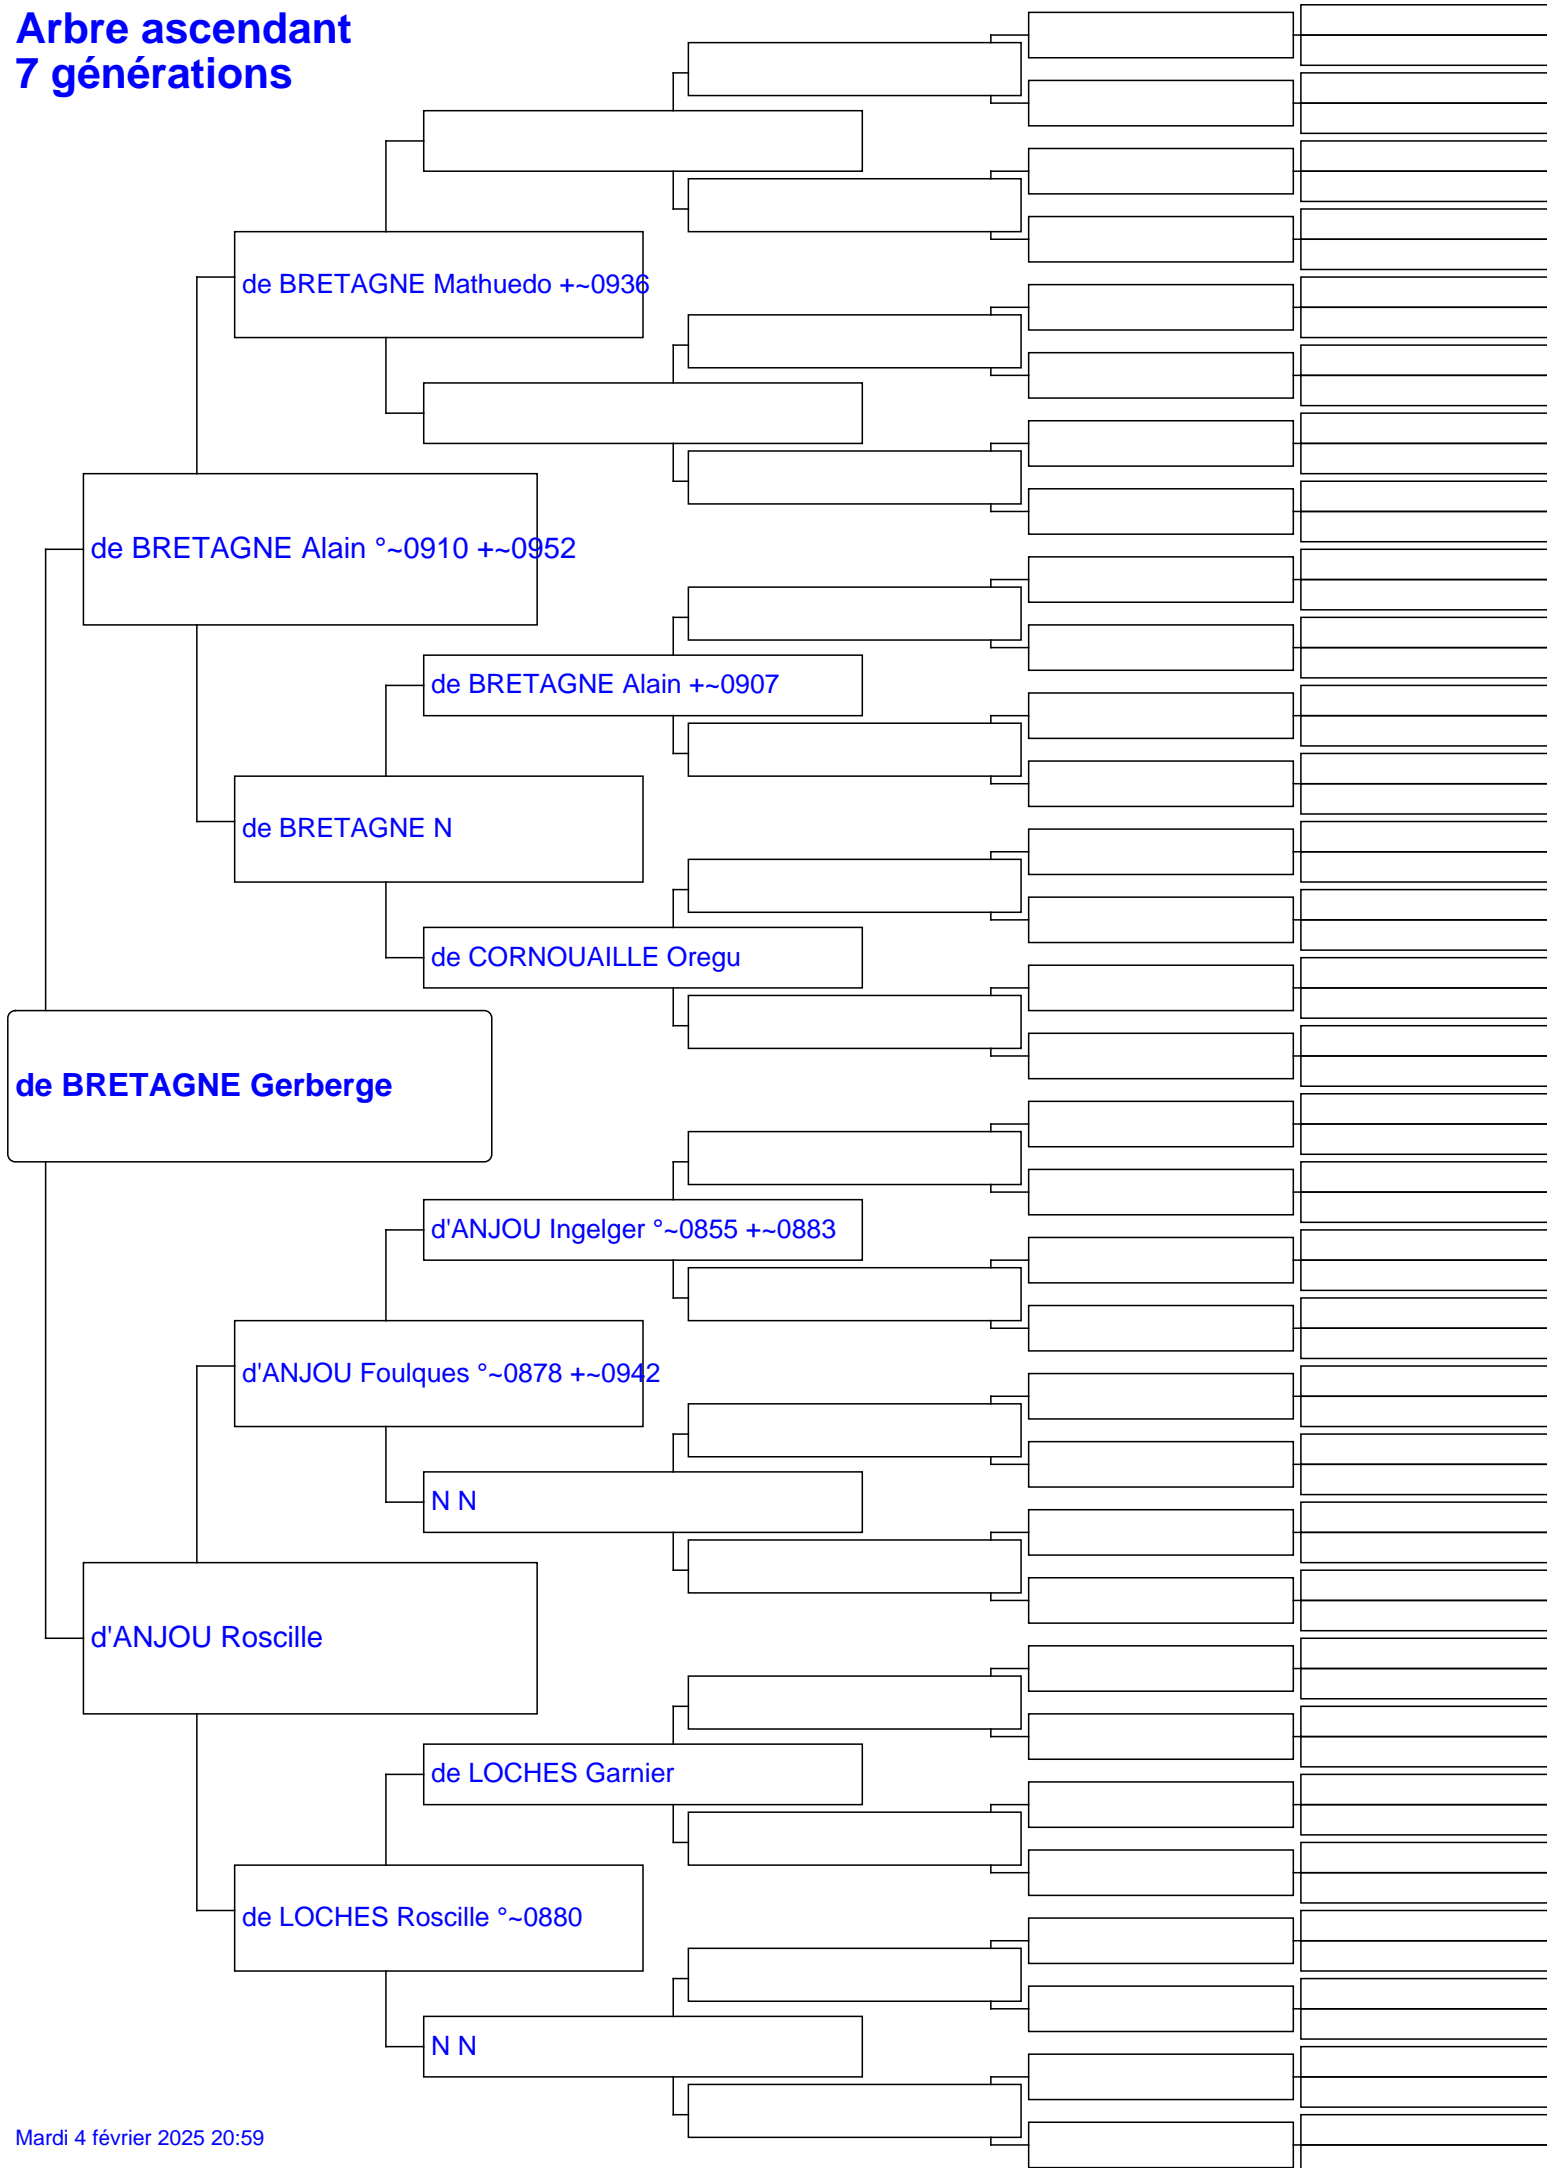 Arbre ascendant
7 générations
de BRETAGNE Mathuedo +~0936
de BRETAGNE Alain °~0910 +~0952
de BRETAGNE Alain +~0907
de BRETAGNE N
de CORNOUAILLE Oregu
de BRETAGNE Gerberge
d'ANJOU Ingelger °~0855 +~0883
d'ANJOU Foulques °~0878 +~0942
N N
d'ANJOU Roscille
de LOCHES Garnier
de LOCHES Roscille °~0880
N N
Mardi 4 février 2025 20:59